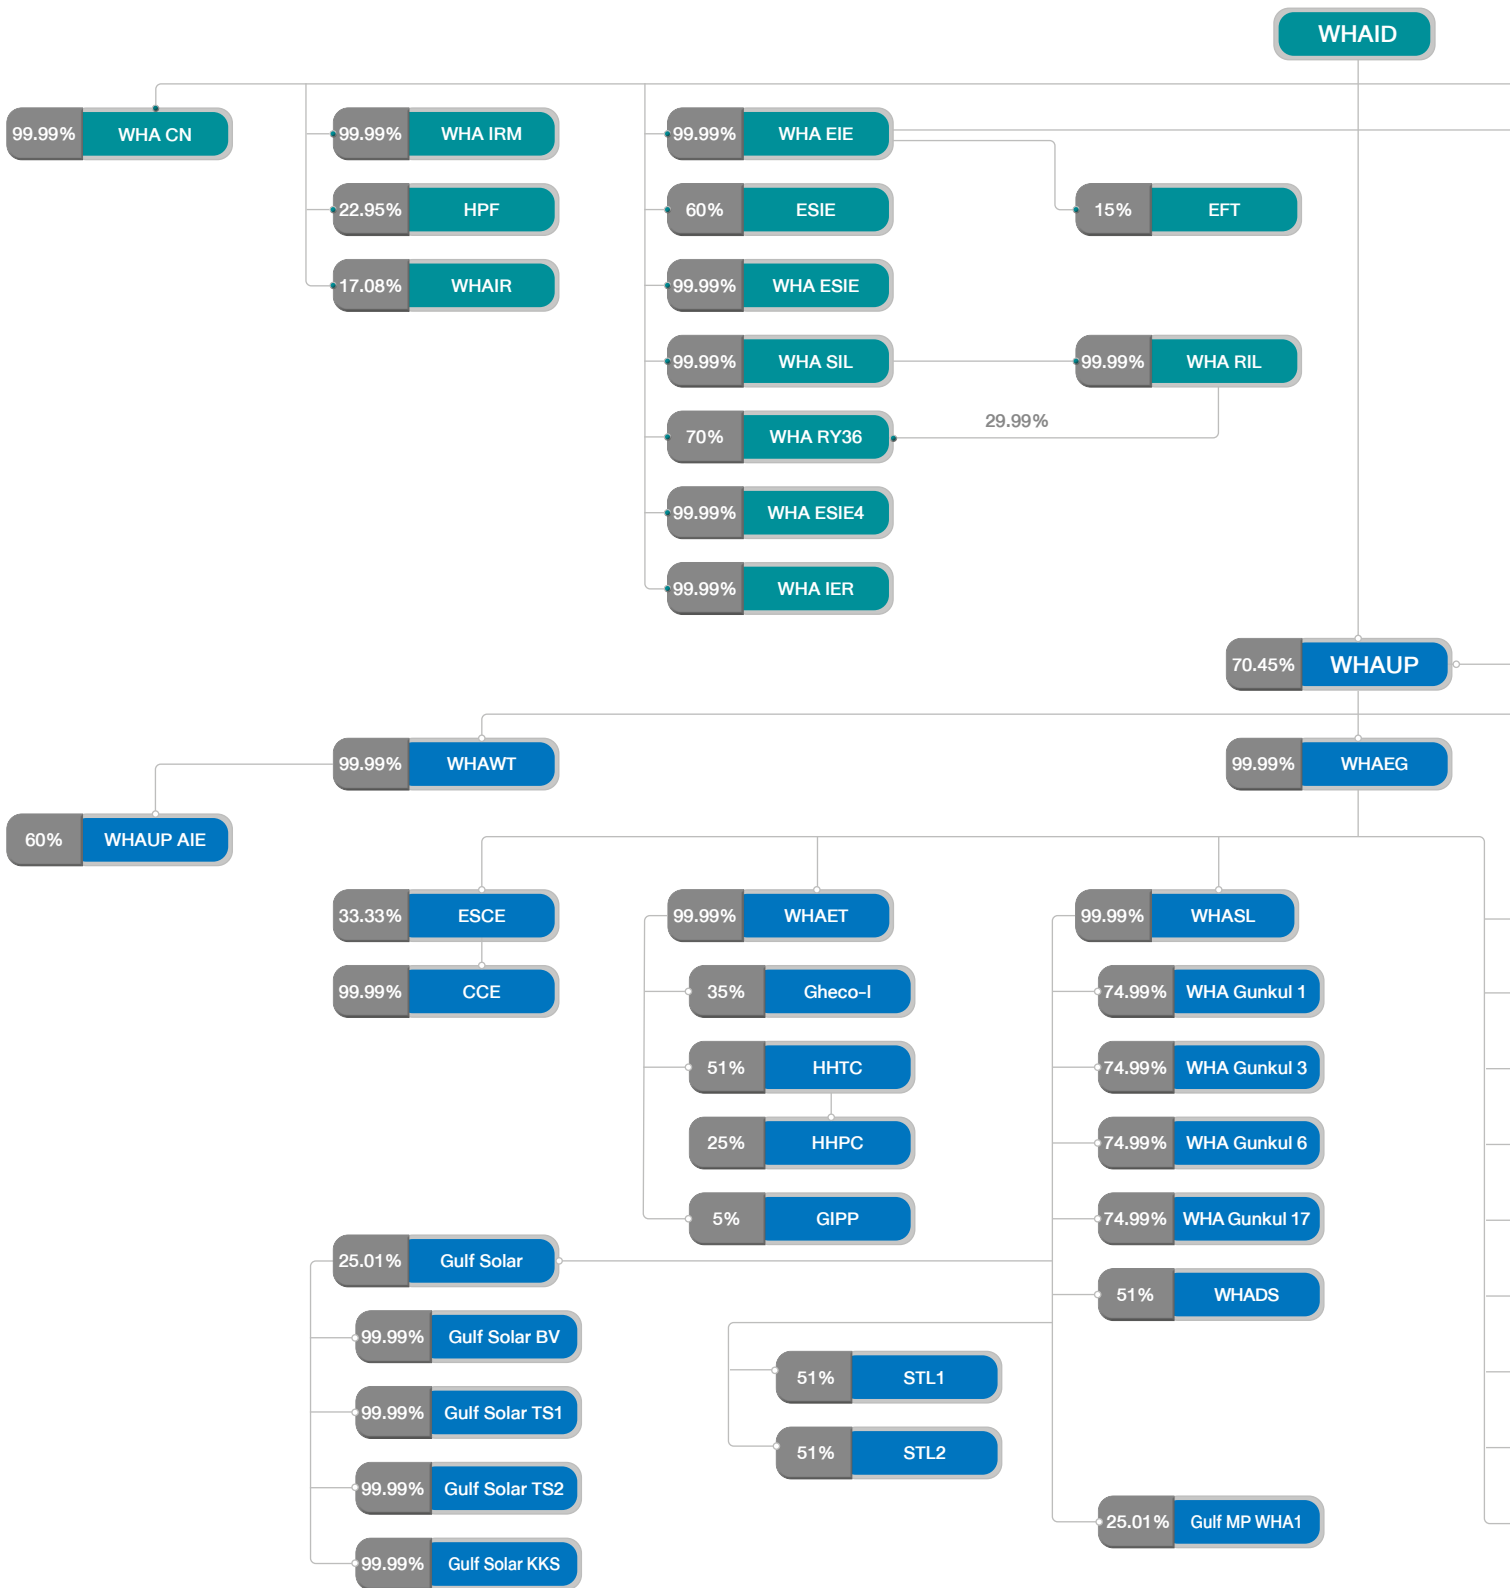 WHAID
99.99% WHA CN
99.99% WHA IRM
99.99% WHA EIE
22.95% HPF
60% ESIE
15% EFT
17.08% WHAIR
99.99% WHA ESIE
99.99% WHA SIL
99.99% WHA RIL
70% WHA RY36
29.99%
99.99% WHA ESIE4
99.99% WHA IER
70.45% WHAUP
99.99% WHAWT
99.99% WHAEG
60% WHAUP AIE
33.33% ESCE
99.99% WHAET
99.99% WHASL
99.99% CCE
35% Gheco-I
74.99% WHA Gunkul 1
51% HHTC
74.99% WHA Gunkul 3
25% HHPC
74.99% WHA Gunkul 6
5% GIPP
74.99% WHA Gunkul 17
25.01% Gulf Solar
51% WHADS
99.99% Gulf Solar BV
51% STL1
99.99% Gulf Solar TS1
51% STL2
99.99% Gulf Solar TS2
25.01% Gulf MP WHA1
99.99% Gulf Solar KKS